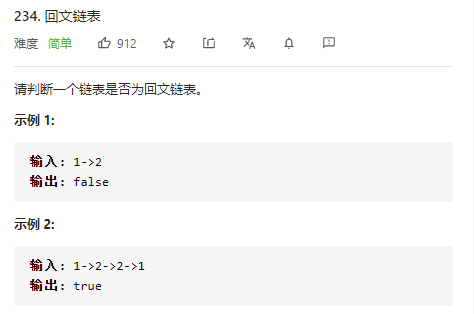 234. 回文链表
难度 简单 912
请判断一个链表是否为回文链表。
示例 1:
输入: 1->2
输出: false
示例 2:
输入: 1->2->2->1
输出: true